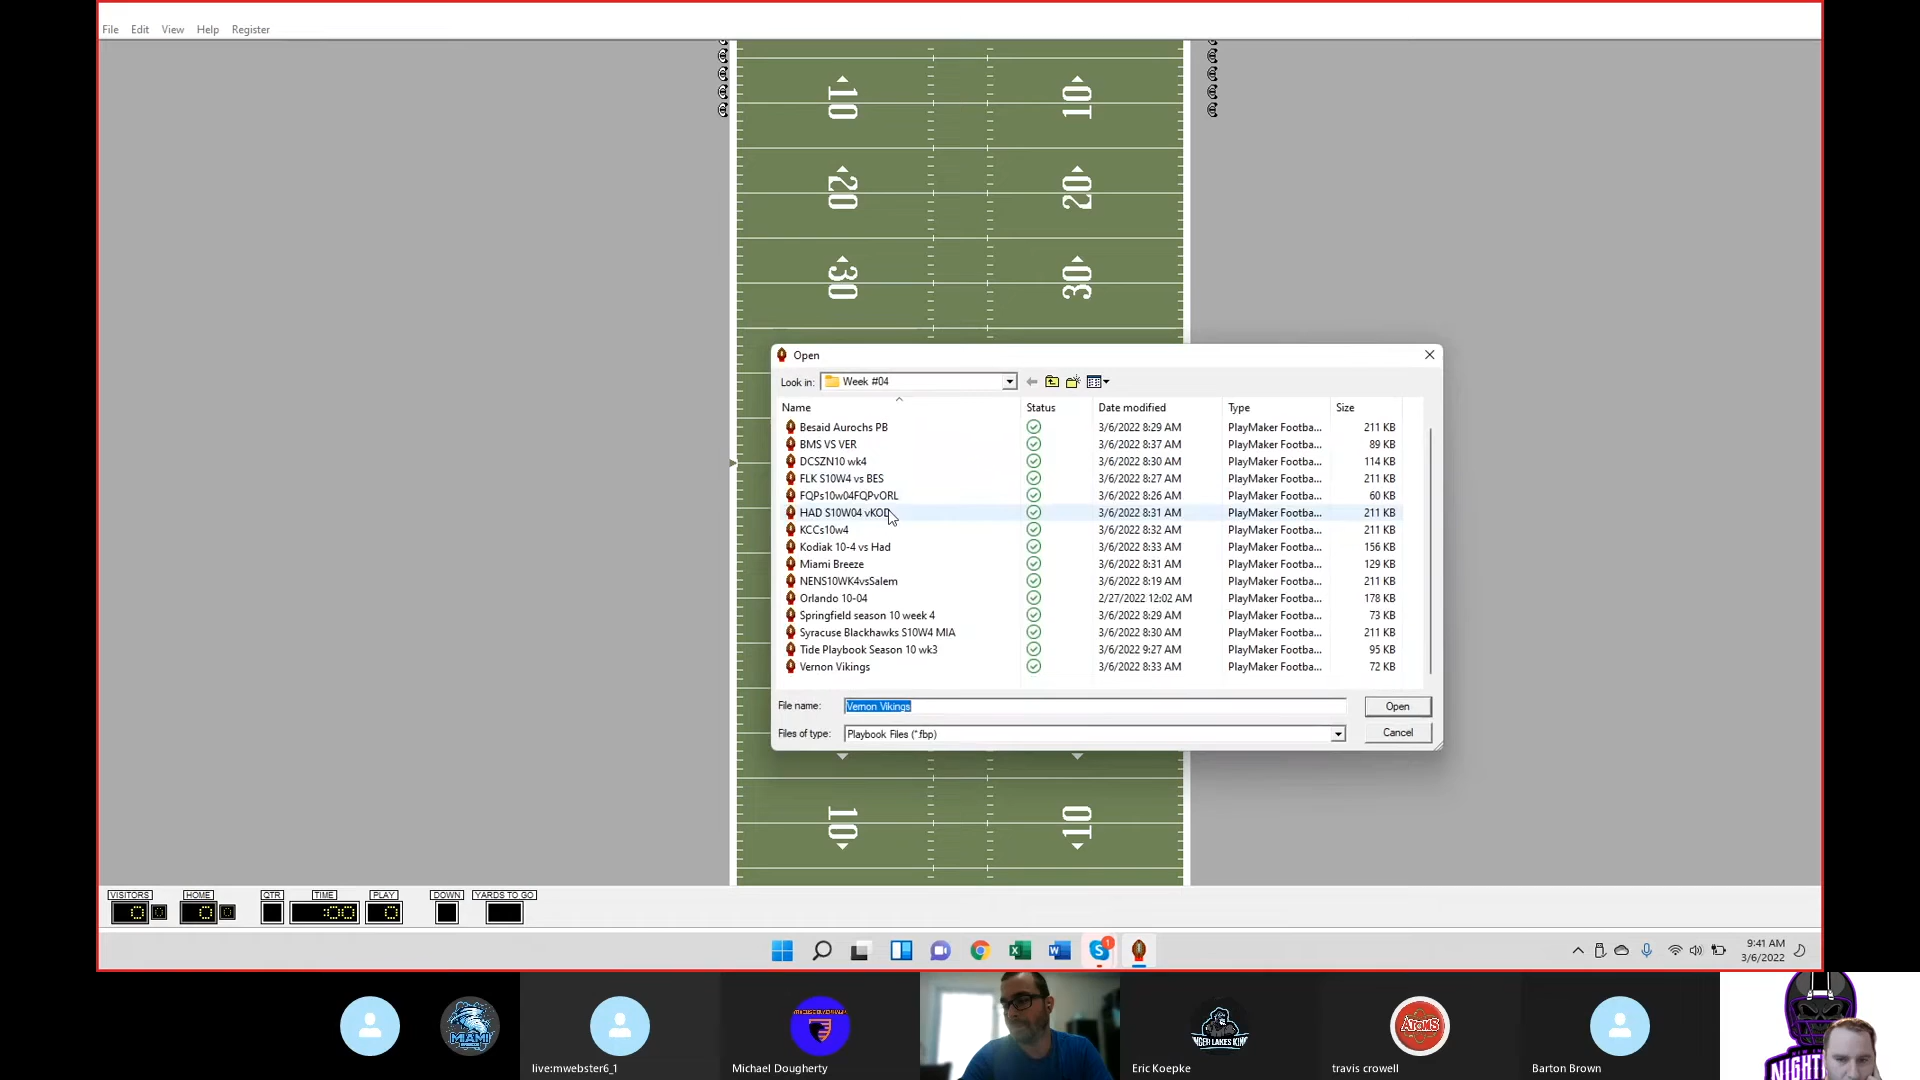 File Edit View Help Register
10 10
20 20
30 30
Open
Look in: Week #04
Name Status Date modified Type Size
Besaid Aurochs PB 3/6/2022 8:29 AM PlayMaker Footba... 211 KB
BMS VS VER 3/6/2022 8:37 AM PlayMaker Footba... 89 KB
DCSZN10 wk4 3/6/2022 8:30 AM PlayMaker Footba... 114 KB
FLK S10W4 vs BES 3/6/2022 8:27 AM PlayMaker Footba... 211 KB
FQPs10w04FQPvORL 3/6/2022 8:26 AM PlayMaker Footba... 60 KB
HAD S10W04 vKOD 3/6/2022 8:31 AM PlayMaker Footba... 211 KB
KCCs10w4 3/6/2022 8:32 AM PlayMaker Footba... 211 KB
Kodiak 10-4 vs Had 3/6/2022 8:33 AM PlayMaker Footba... 156 KB
Miami Breeze 3/6/2022 8:31 AM PlayMaker Footba... 129 KB
NENS10WK4vsSalem 3/6/2022 8:19 AM PlayMaker Footba... 211 KB
Orlando 10-04 2/27/2022 12:02 AM PlayMaker Footba... 178 KB
Springfield season 10 week 4 3/6/2022 8:29 AM PlayMaker Footba... 73 KB
Syracuse Blackhawks S10W4 MIA 3/6/2022 8:30 AM PlayMaker Footba... 211 KB
Tide Playbook Season 10 wk3 3/6/2022 9:27 AM PlayMaker Footba... 95 KB
Vernon Vikings 3/6/2022 8:33 AM PlayMaker Footba... 72 KB
File name: Vernon Vikings Open
Files of type: Playbook Files (*.fbp) Cancel
10 10
VISITORS HOME QTR TIME PLAY DOWN YARDS TO GO
0 0 0 0 :00 0
1
9:41 AM
3/6/2022
MIAMI
ATOMS
NIGHT
live:mwebster6_1 Michael Dougherty Eric Koepke travis crowell Barton Brown